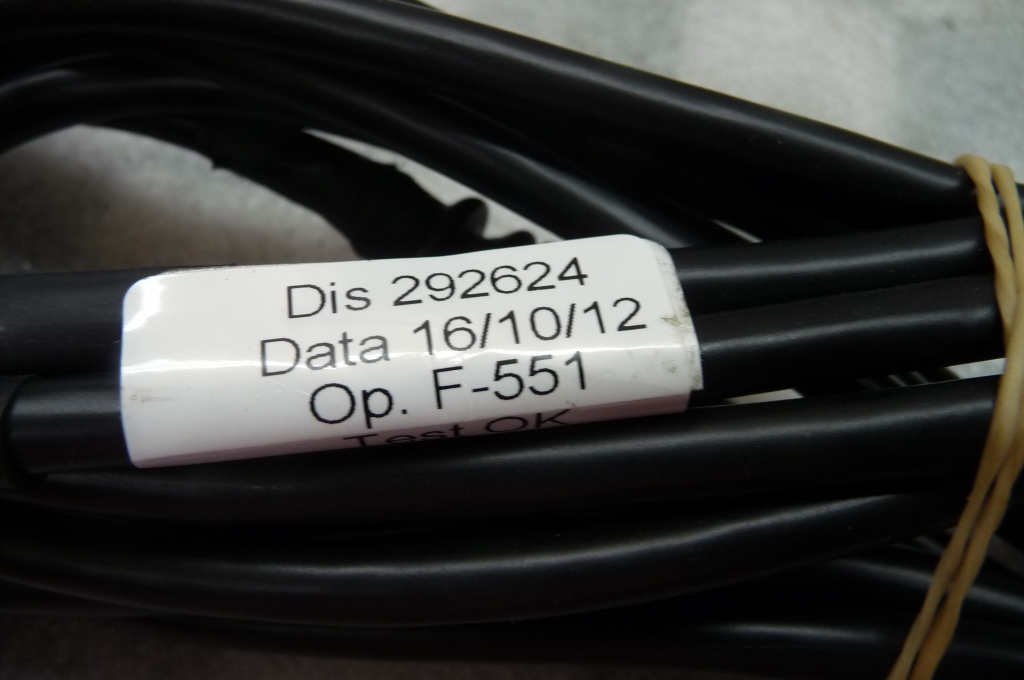 Dis 292624
Data 16/10/12
Op. F-551
Test OK